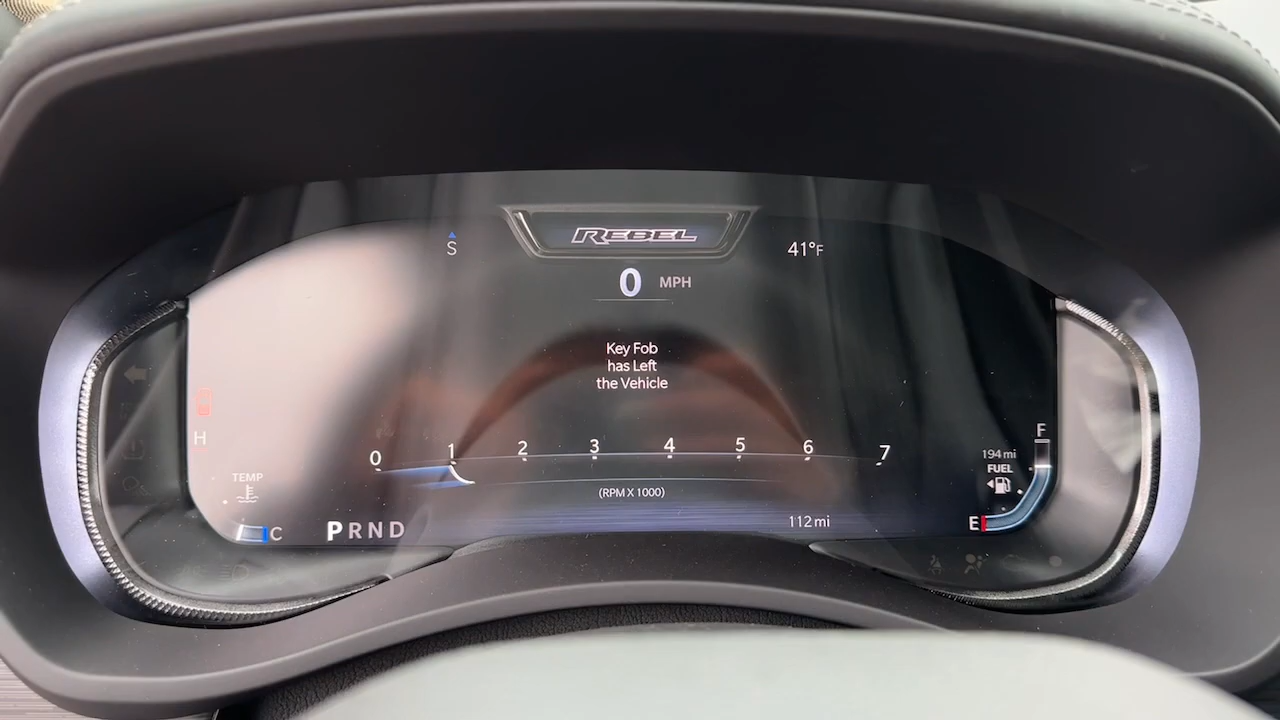 REBEL
S
41°F
0 MPH
Key Fob
has Left
the Vehicle
0 1 2 3 4 5 6 7
(RPM X 1000)
H
TEMP
C
PRND
112 mi
F
194 mi
FUEL
E